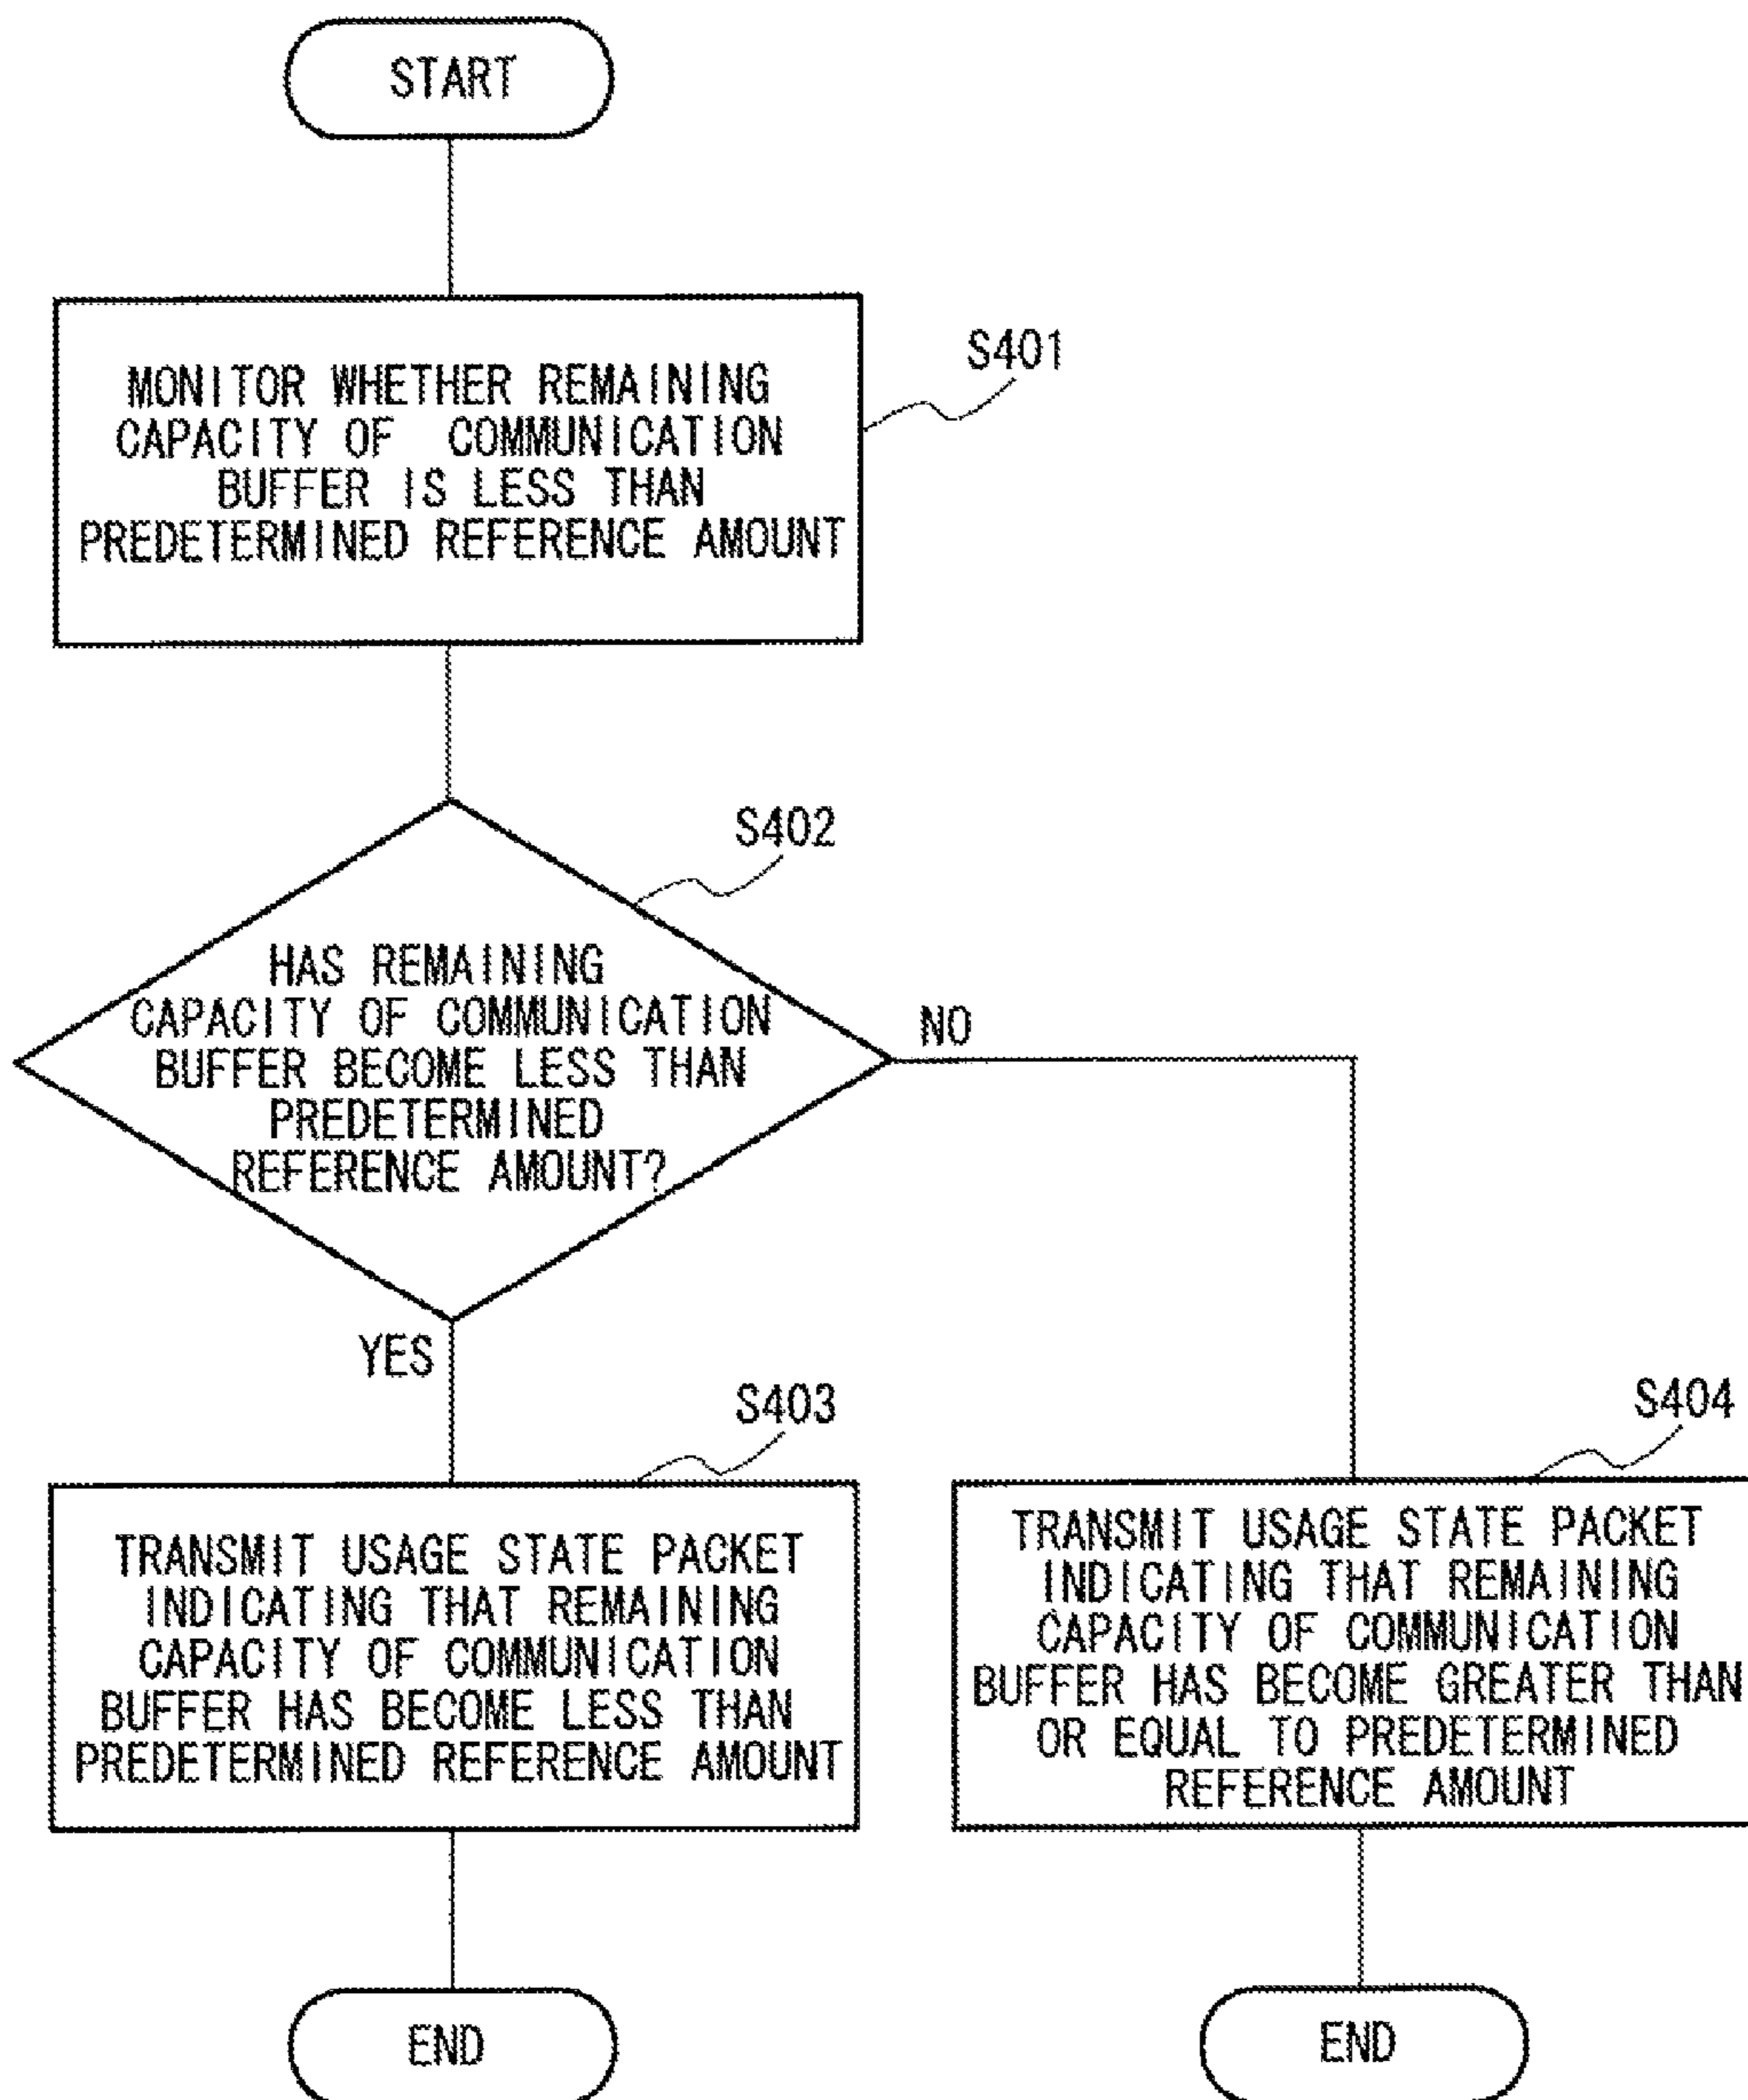 START
S401
MONITOR WHETHER REMAINING
CAPACITY OF COMMUNICATION
BUFFER IS LESS THAN
PREDETERMINED REFERENCE AMOUNT
S402
HAS REMAINING
CAPACITY OF COMMUNICATION
BUFFER BECOME LESS THAN
PREDETERMINED
REFERENCE AMOUNT?
NO
YES
S403
TRANSMIT USAGE STATE PACKET
INDICATING THAT REMAINING
CAPACITY OF COMMUNICATION
BUFFER HAS BECOME LESS THAN
PREDETERMINED REFERENCE AMOUNT
END
S404
TRANSMIT USAGE STATE PACKET
INDICATING THAT REMAINING
CAPACITY OF COMMUNICATION
BUFFER HAS BECOME GREATER THAN
OR EQUAL TO PREDETERMINED
REFERENCE AMOUNT
END